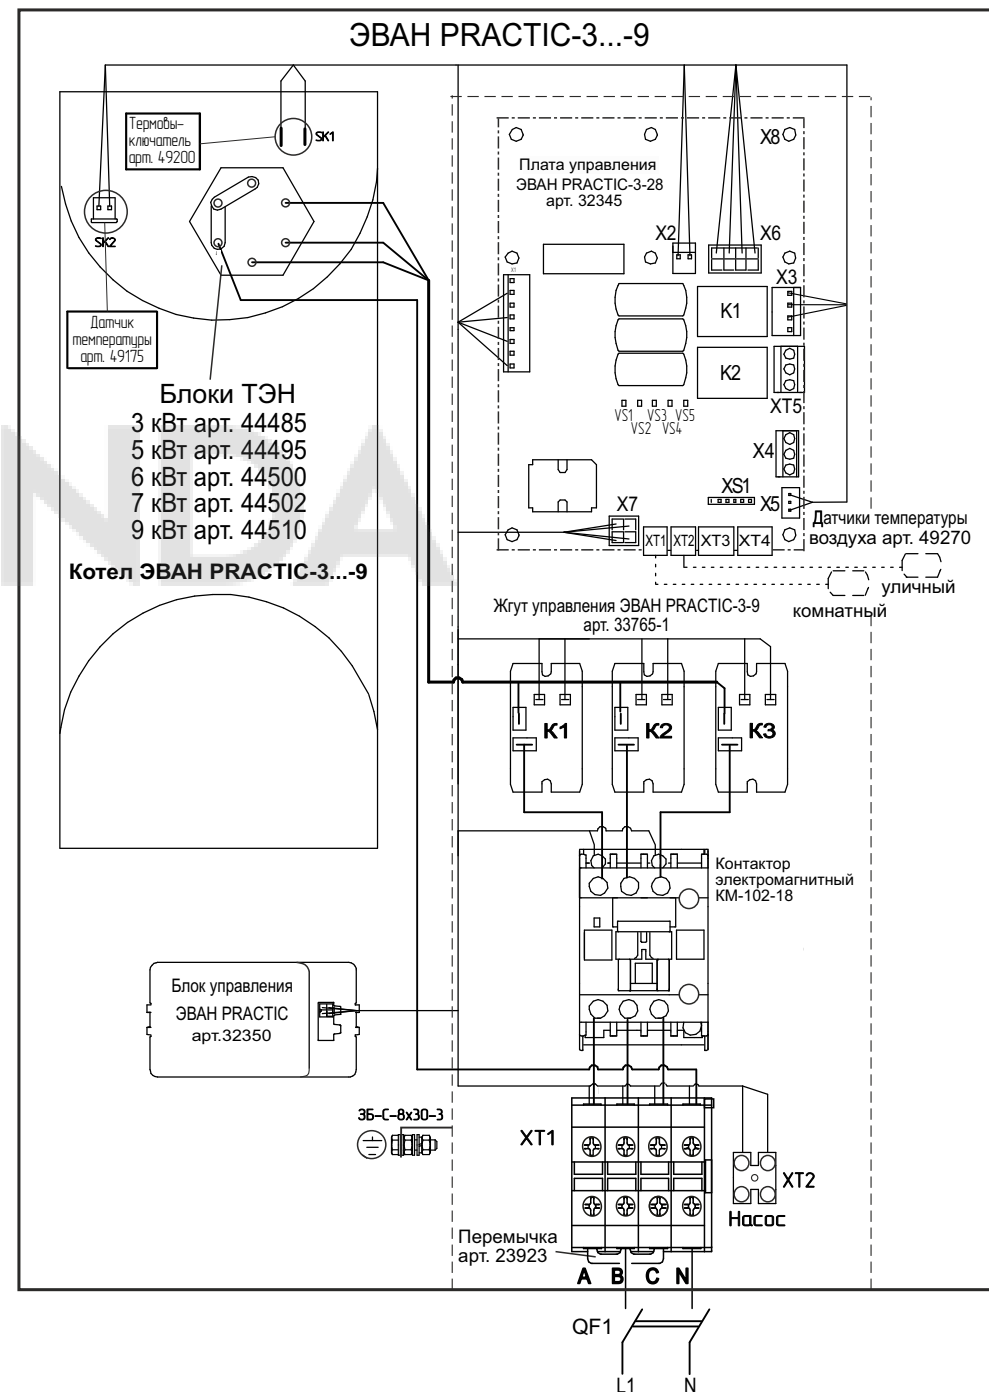 ЭВАН PRACTIC-3...-9
Термовы-
ключатель
арт. 49200
SK1
SK2
Датчик
температуры
арт. 49175
Блоки ТЭН
3 кВт арт. 44485
5 кВт арт. 44495
6 кВт арт. 44500
7 кВт арт. 44502
9 кВт арт. 44510
Котел ЭВАН PRACTIC-3...-9
NDA
Плата управления
ЭВАН PRACTIC-3-28
арт. 32345
X8
X2
X6
X1
X3
K1
K2
XT5
VS1
VS2
VS3
VS4
VS5
X4
XS1
X5
X7
XT1
XT2
XT3
XT4
Датчики температуры
воздуха арт. 49270
уличный
комнатный
Жгут управления ЭВАН PRACTIC-3-9
арт. 33765-1
K1
K2
K3
Контактор
электромагнитный
КМ-102-18
Блок управления
ЭВАН PRACTIC
арт.32350
ЗБ-С-8х30-3
XT1
XT2
Насос
Перемычка
арт. 23923
A B C N
QF1
L1 N